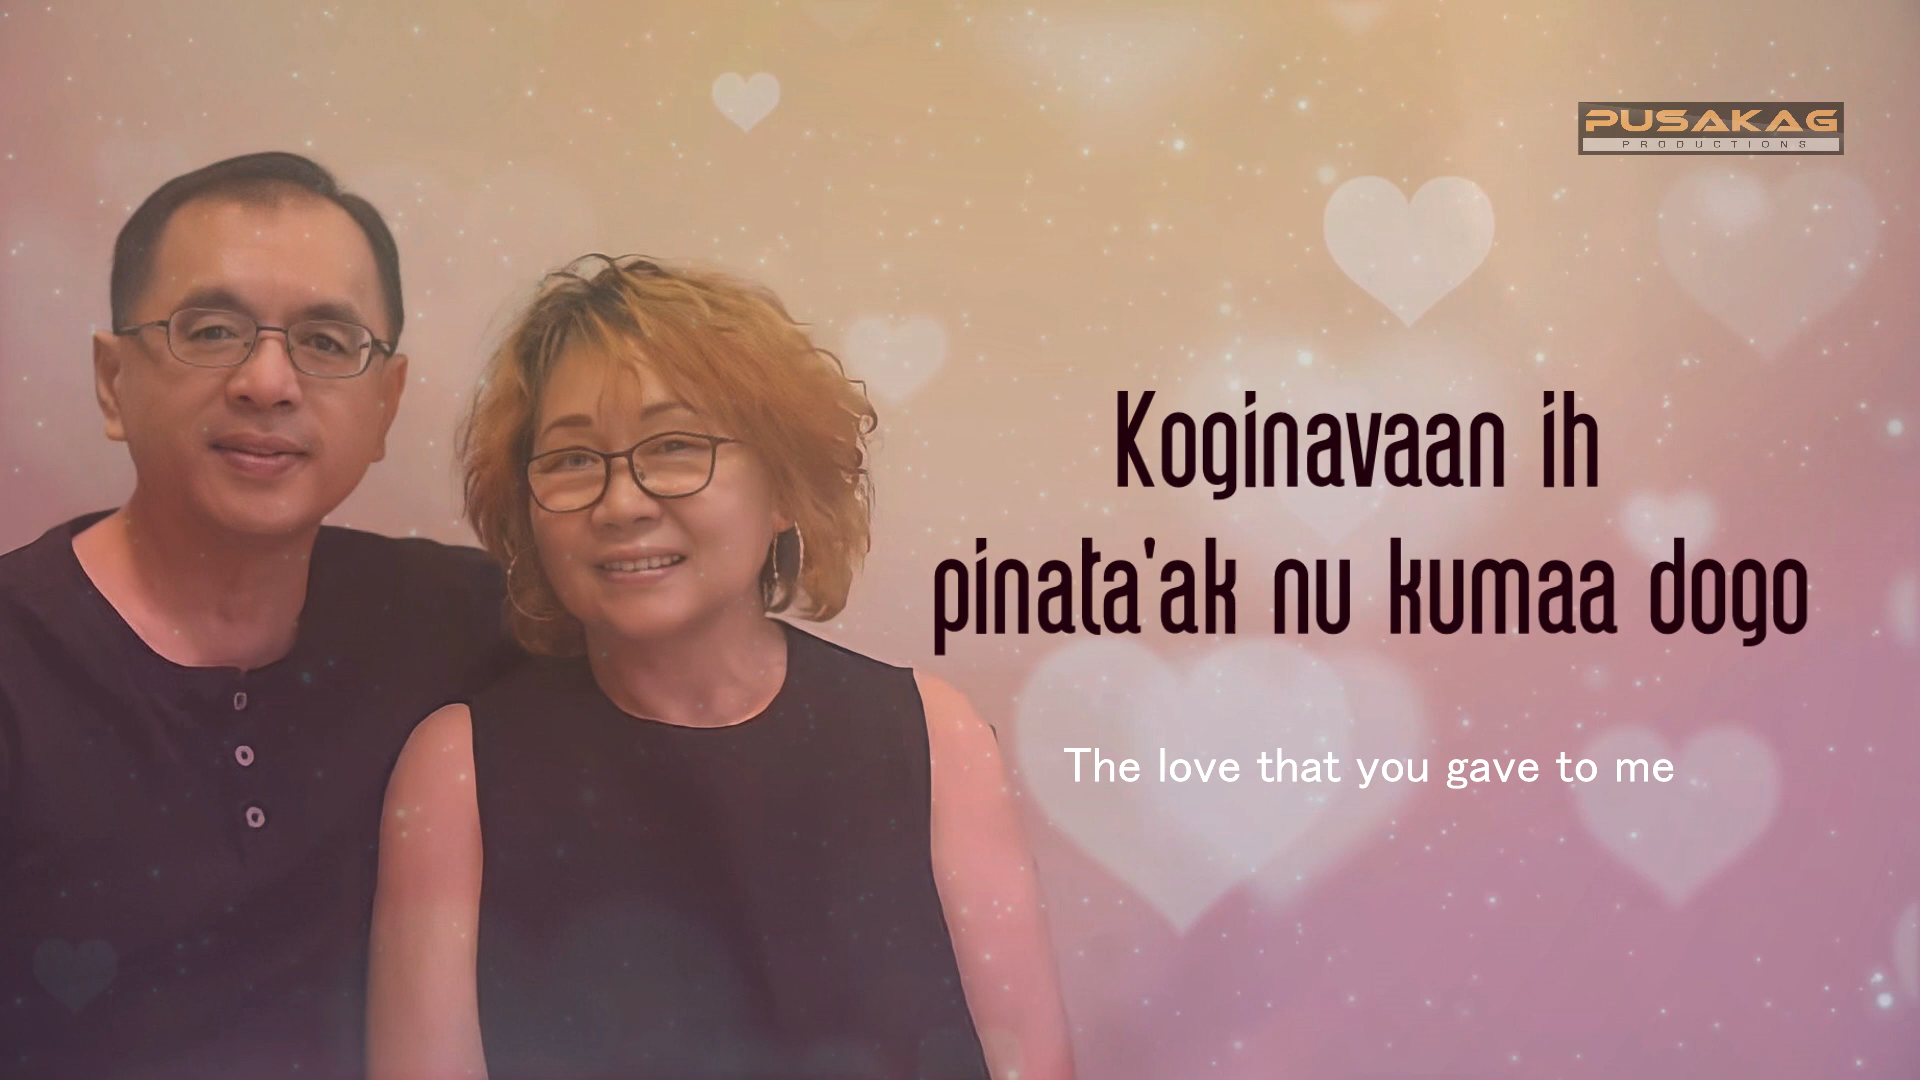 PUSAKAG
PRODUCTIONS
Koginavaan ih
pinata'ak nu kumaa dogo
The love that you gave to me